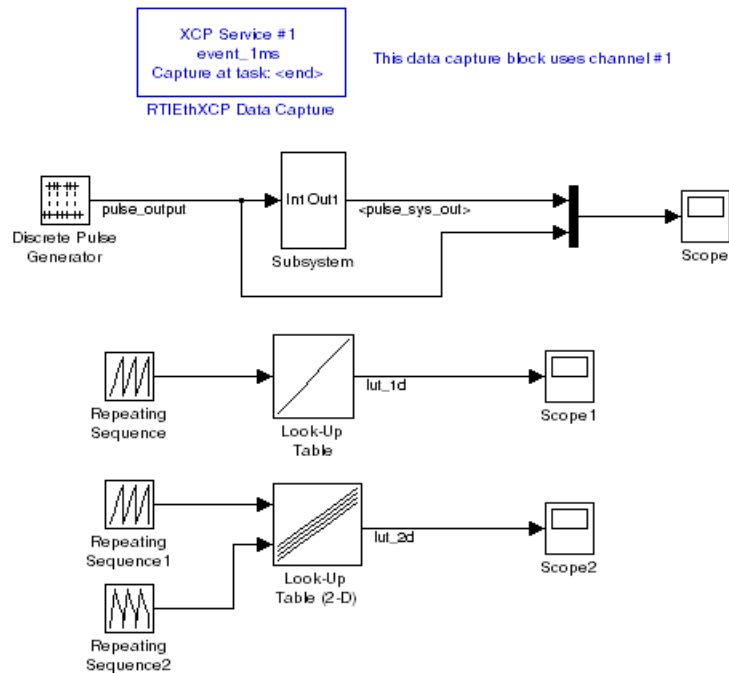 XCP Service #1
event_1ms
Capture at task: <end>
This data capture block uses channel #1
RTIEthXCP Data Capture
In1 Out1
pulse_output
<pulse_sys_out>
Discrete Pulse
Generator
Subsystem
Scope
lut_1d
Repeating
Sequence
Look-Up
Table
Scope1
lut_2d
Repeating
Sequence1
Look-Up
Table (2-D)
Scope2
Repeating
Sequence2